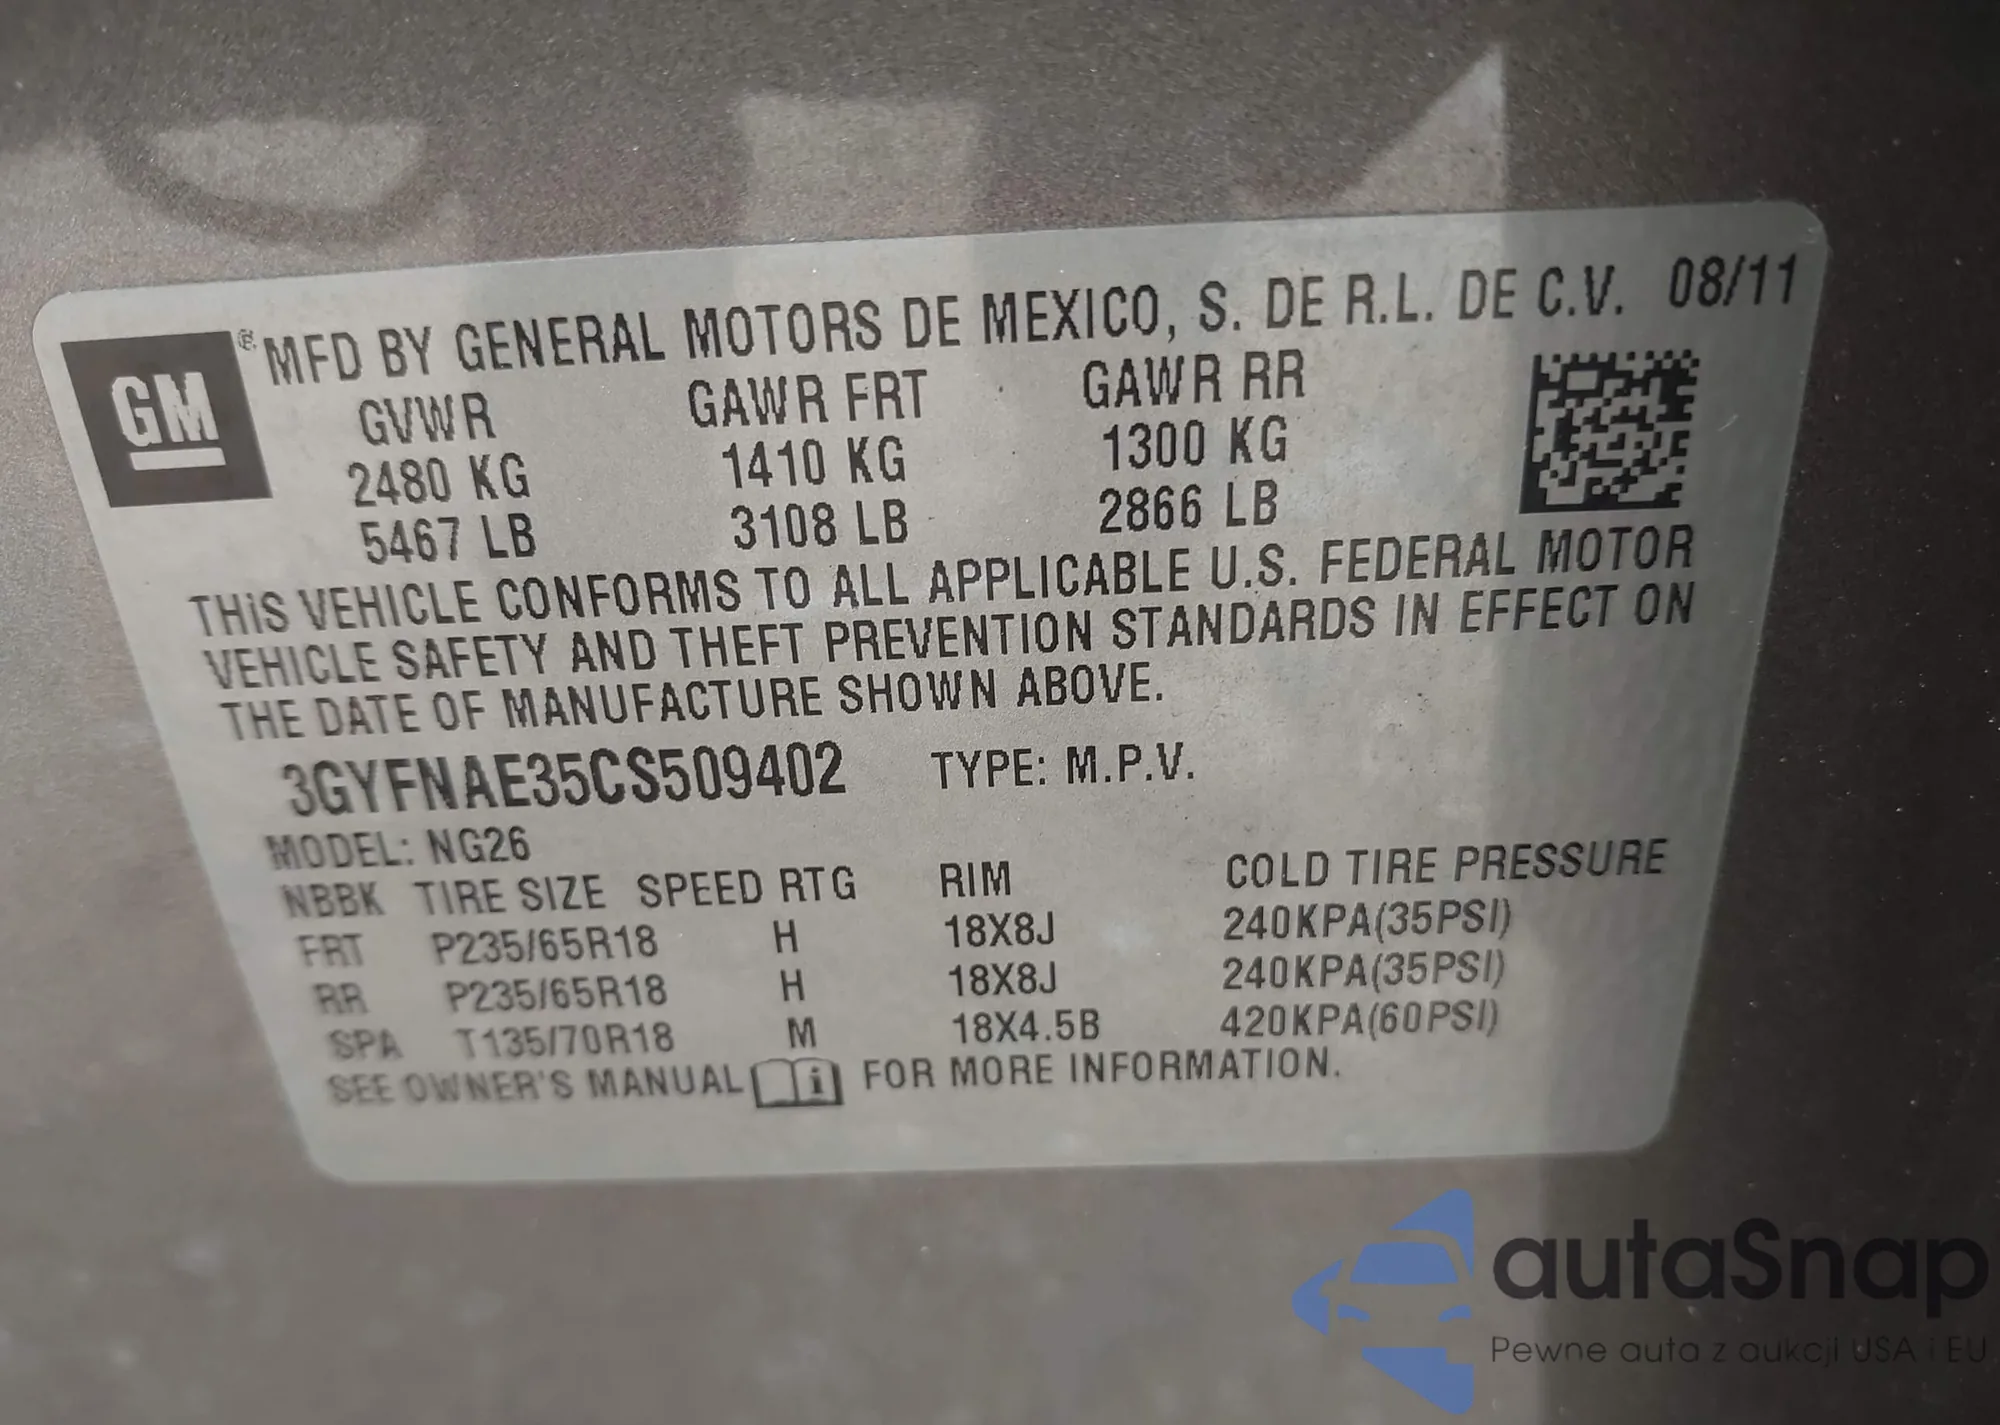 GM ® MFD BY GENERAL MOTORS DE MEXICO, S. DE R.L. DE C.V. 08/11
GVWR GAWR FRT GAWR RR
2480 KG 1410 KG 1300 KG
5467 LB 3108 LB 2866 LB
THiS VEHICLE CONFORMS TO ALL APPLICABLE U.S. FEDERAL MOTOR
VEHICLE SAFETY AND THEFT PREVENTION STANDARDS IN EFFECT ON
THE DATE OF MANUFACTURE SHOWN ABOVE.
3GYFNAE35CS509402 TYPE: M.P.V.
MODEL: NG26
NBBK TIRE SIZE SPEED RTG RIM COLD TIRE PRESSURE
FRT P235/65R18 H 18X8J 240KPA(35PSI)
RR P235/65R18 H 18X8J 240KPA(35PSI)
SPA T135/70R18 M 18X4.5B 420KPA(60PSI)
SEE OWNER'S MANUAL i FOR MORE INFORMATION.
autaSnap
Pewne auta z aukcji USA i EU